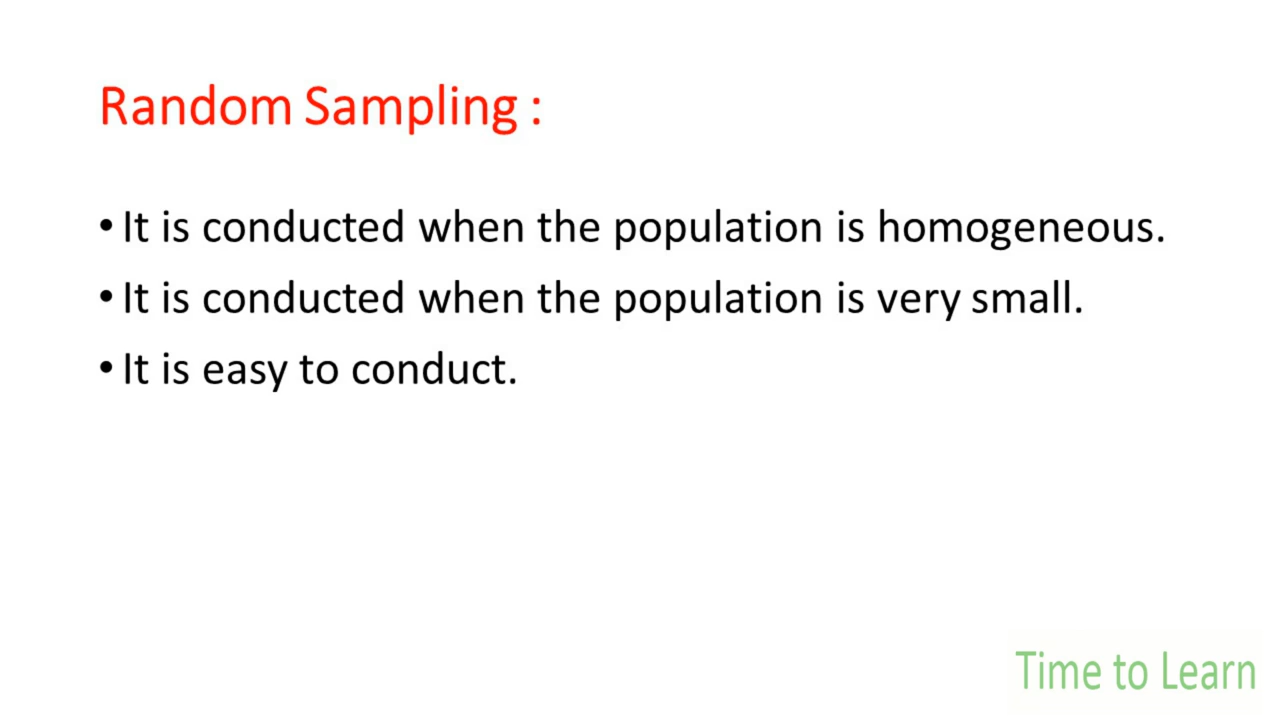 Random Sampling :
• It is conducted when the population is homogeneous.
• It is conducted when the population is very small.
• It is easy to conduct.
Time to Learn